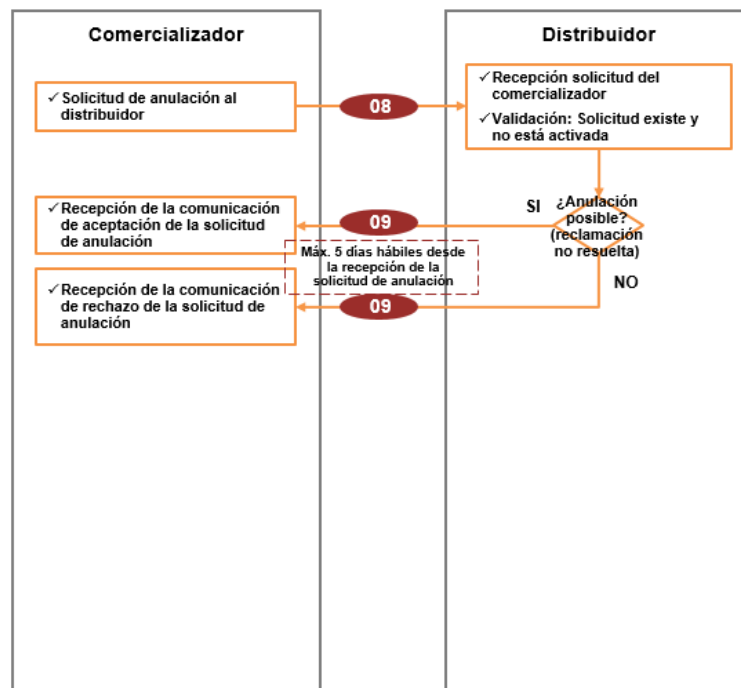 Comercializador
Distribuidor
✓ Solicitud de anulación al
distribuidor
08
✓ Recepción solicitud del
comercializador
✓ Validación: Solicitud existe y
no está activada
✓ Recepción de la comunicación
de aceptación de la solicitud
de anulación
09
SI
¿Anulación
posible?
(reclamación
no resuelta)
Máx. 5 días hábiles desde
la recepción de la
solicitud de anulación
NO
✓ Recepción de la comunicación
de rechazo de la solicitud de
anulación
09